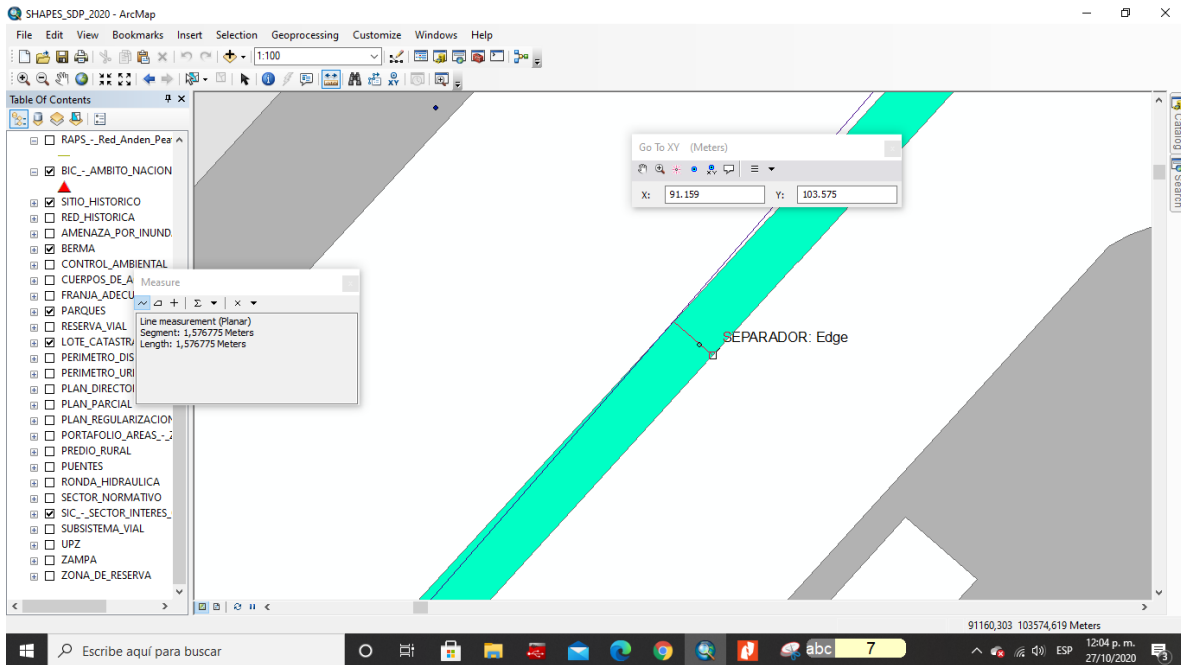 SHAPES_SDP_2020 - ArcMap
File Edit View Bookmarks Insert Selection Geoprocessing Customize Windows Help
1:100
Table Of Contents
RAPS_-_Red_Anden_Pea
BIC_-_AMBITO_NACION
SITIO_HISTORICO
RED_HISTORICA
AMENAZA_POR_INUND.
BERMA
CONTROL_AMBIENTAL
CUERPOS_DE_A
FRANJA_ADECU
PARQUES
RESERVA_VIAL
LOTE_CATASTRA
PERIMETRO_DIS
PERIMETRO_URI
PLAN_DIRECTOI
PLAN_PARCIAL
PLAN_REGULARIZACION
PORTAFOLIO_AREAS_-_Z
PREDIO_RURAL
PUENTES
RONDA_HIDRAULICA
SECTOR_NORMATIVO
SIC_-_SECTOR_INTERES_
SUBSISTEMA_VIAL
UPZ
ZAMPA
ZONA_DE_RESERVA
Measure
Line measurement (Planar)
Segment: 1,576775 Meters
Length: 1,576775 Meters
Go To XY (Meters)
X: 91.159 Y: 103.575
SEPARADOR: Edge
Catalog
Search
91160,303 103574,619 Meters
Escribe aquí para buscar
abc 7
ESP
12:04 p. m.
27/10/2020
3